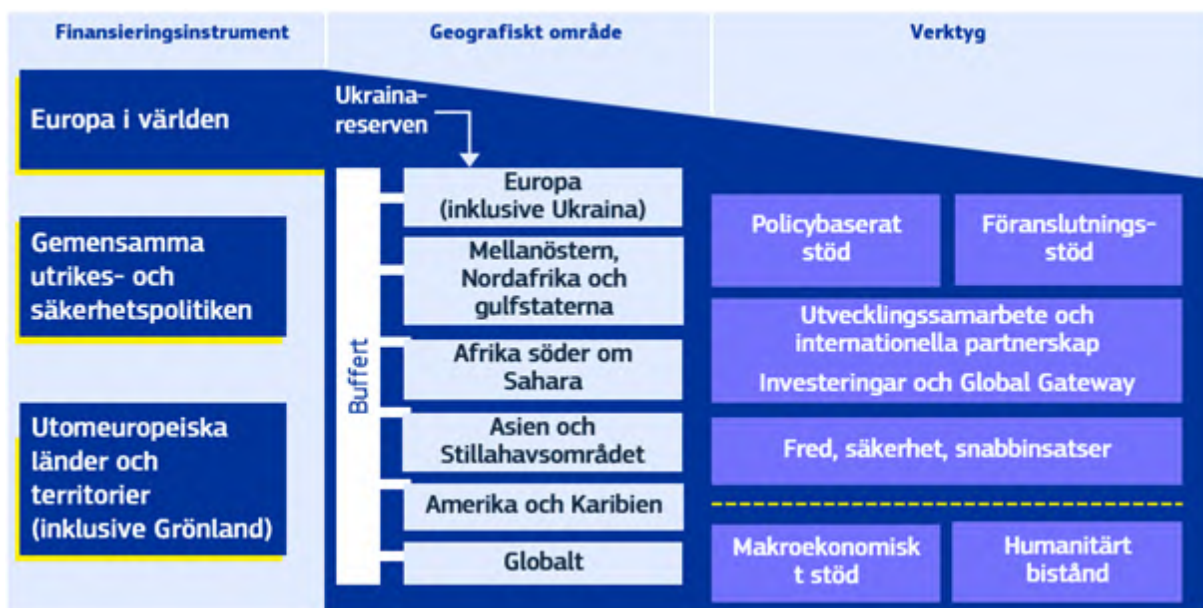 Finansieringsinstrument
Geografiskt område
Verktyg
Europa i världen
Gemensamma
utrikes- och
säkerhetspolitiken
Utomeuropeiska
länder och
territorier
(inklusive Grönland)
Ukraina-
reserven
Buffert
Europa
(inklusive Ukraina)
Mellanöstern,
Nordafrika och
gulfstaterna
Afrika söder om
Sahara
Asien och
Stillahavsområdet
Amerika och Karibien
Globalt
Policybaserat
stöd
Föranslutnings-
stöd
Utvecklingssamarbete och
internationella partnerskap
Investeringar och Global Gateway
Fred, säkerhet, snabbinsatser
Makroekonomisk
t stöd
Humanitärt
bistånd